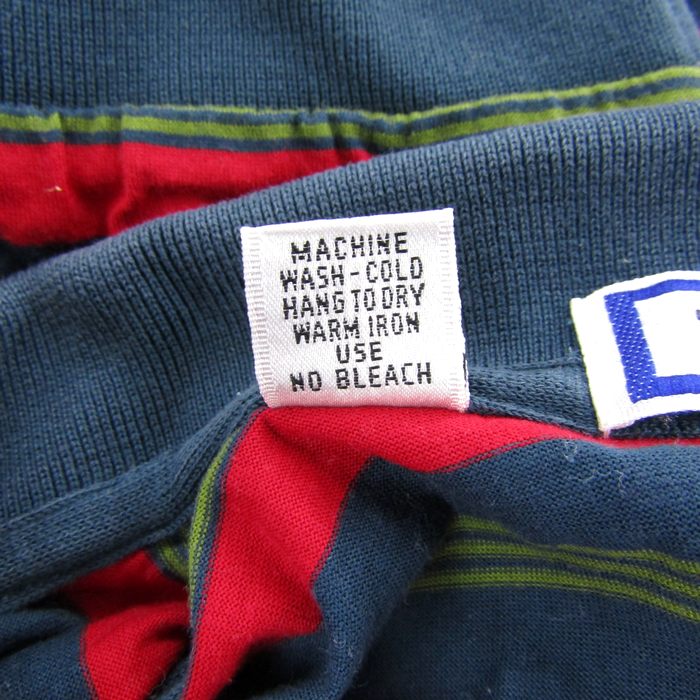 MACHINE
WASH-COLD
HANG TO DRY
WARM IRON
USE
NO BLEACH